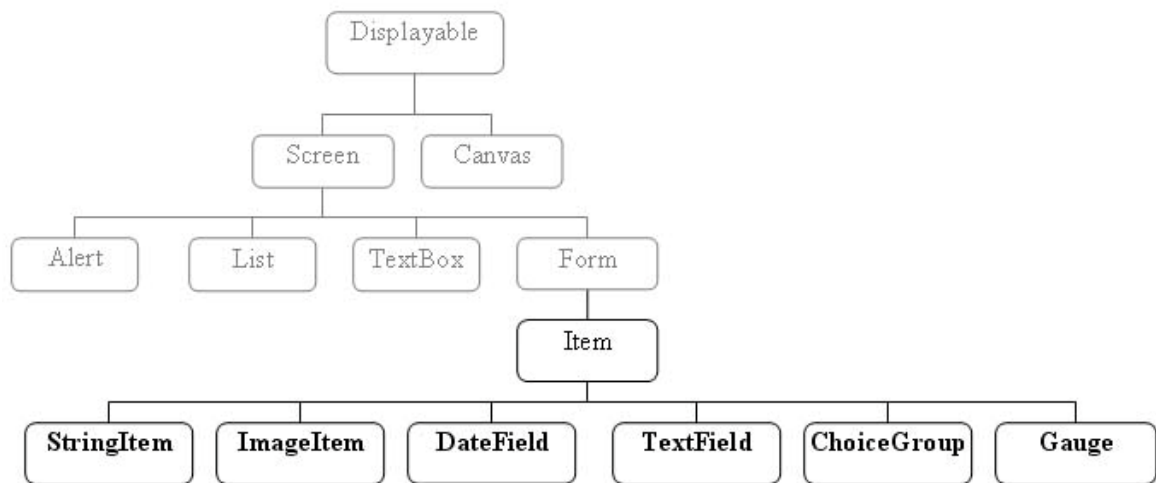 Displayable
Screen Canvas
Alert List TextBox Form
Item
StringItem ImageItem DateField TextField ChoiceGroup Gauge